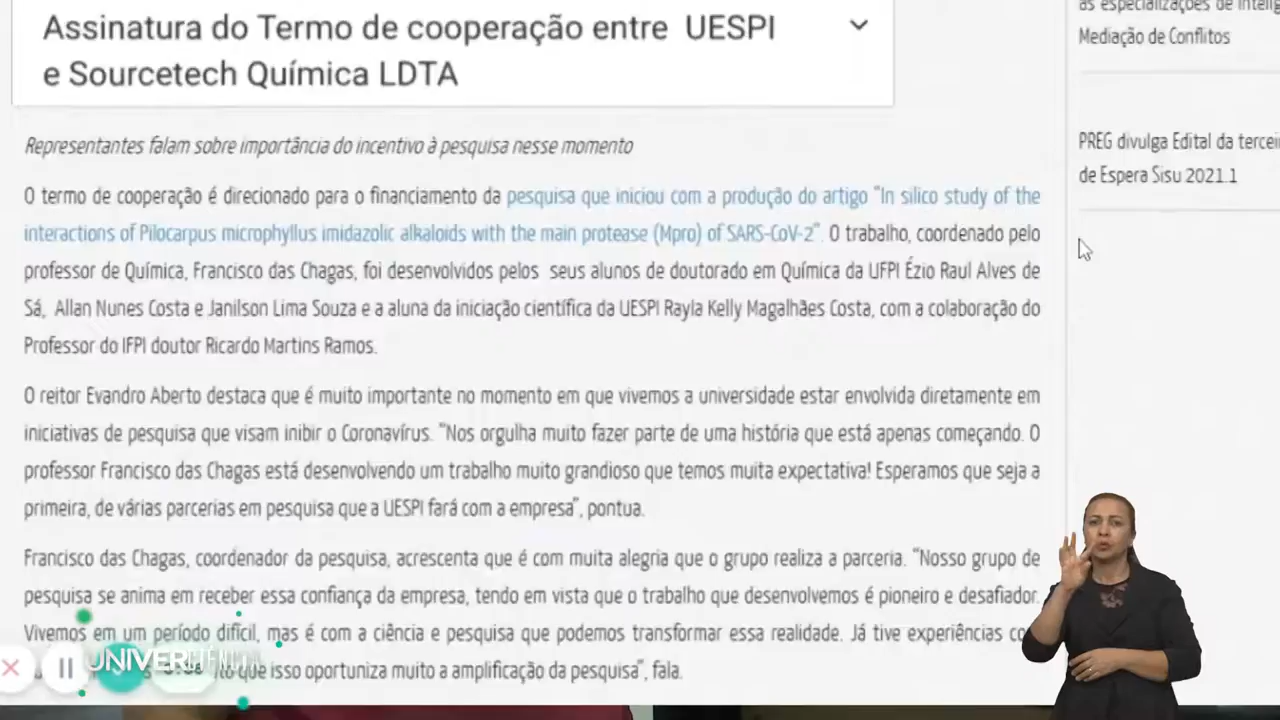 Assinatura do Termo de cooperação entre UESPI
e Sourcetech Química LDTA
Representantes falam sobre importância do incentivo à pesquisa nesse momento
O termo de cooperação é direcionado para o financiamento da pesquisa que iniciou com a produção do artigo “In silico study of the
interactions of Pilocarpus microphyllus imidazolic alkaloids with the main protease (Mpro) of SARS-CoV-2”. O trabalho, coordenado pelo
professor de Química, Francisco das Chagas, foi desenvolvidos pelos seus alunos de doutorado em Química da UFPI Ézio Raul Alves de
Sá, Allan Nunes Costa e Janilson Lima Souza e a aluna da iniciação científica da UESPI Rayla Kelly Magalhães Costa, com a colaboração do
Professor do IFPI doutor Ricardo Martins Ramos.
O reitor Evandro Aberto destaca que é muito importante no momento em que vivemos a universidade estar envolvida diretamente em
iniciativas de pesquisa que visam inibir o Coronavírus. “Nos orgulha muito fazer parte de uma história que está apenas começando. O
professor Francisco das Chagas está desenvolvendo um trabalho muito grandioso que temos muita expectativa! Esperamos que seja a
primeira, de várias parcerias em pesquisa que a UESPI fará com a empresa”, pontua.
Francisco das Chagas, coordenador da pesquisa, acrescenta que é com muita alegria que o grupo realiza a parceria. “Nosso grupo de
pesquisa se anima em receber essa confiança da empresa, tendo em vista que o trabalho que desenvolvemos é pioneiro e desafiador.
Vivemos em um período difícil, mas é com a ciência e pesquisa que podemos transformar essa realidade. Já tive experiências
que isso oportuniza muito a amplificação da pesquisa”, fala.
as especializações de
Mediação de Conflitos
PREG divulga Edital da
de Espera Sisu 2021.1